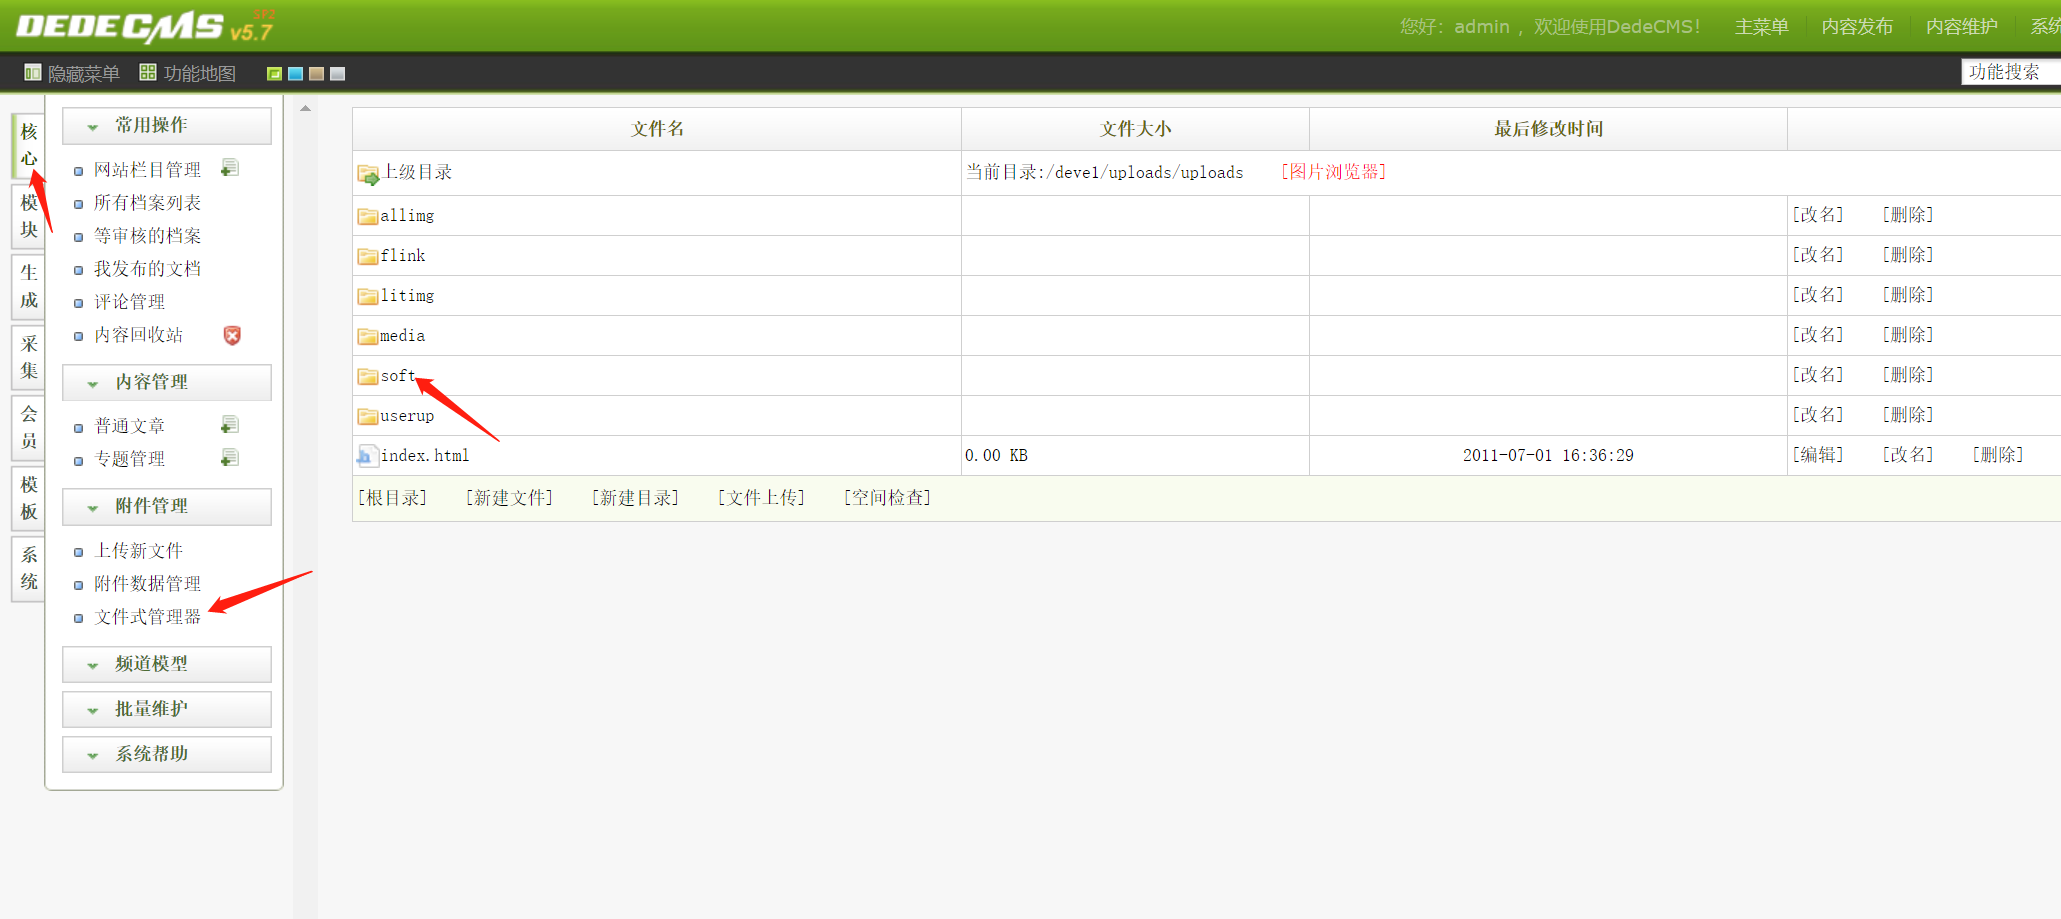 DEDECMS v5.7 SP2
您好：admin ，欢迎使用DedeCMS！ 主菜单 内容发布 内容维护 系统
隐藏菜单 功能地图 功能搜索
核心
模块
生成
采集
会员
模板
系统
常用操作
网站栏目管理
所有档案列表
等审核的档案
我发布的文档
评论管理
内容回收站
内容管理
普通文章
专题管理
附件管理
上传新文件
附件数据管理
文件式管理器
频道模型
批量维护
系统帮助
文件名 文件大小 最后修改时间
上级目录 当前目录:/deve1/uploads/uploads [图片浏览器]
allimg [改名] [删除]
flink [改名] [删除]
litimg [改名] [删除]
media [改名] [删除]
soft [改名] [删除]
userup [改名] [删除]
index.html 0.00 KB 2011-07-01 16:36:29 [编辑] [改名] [删除]
[根目录] [新建文件] [新建目录] [文件上传] [空间检查]